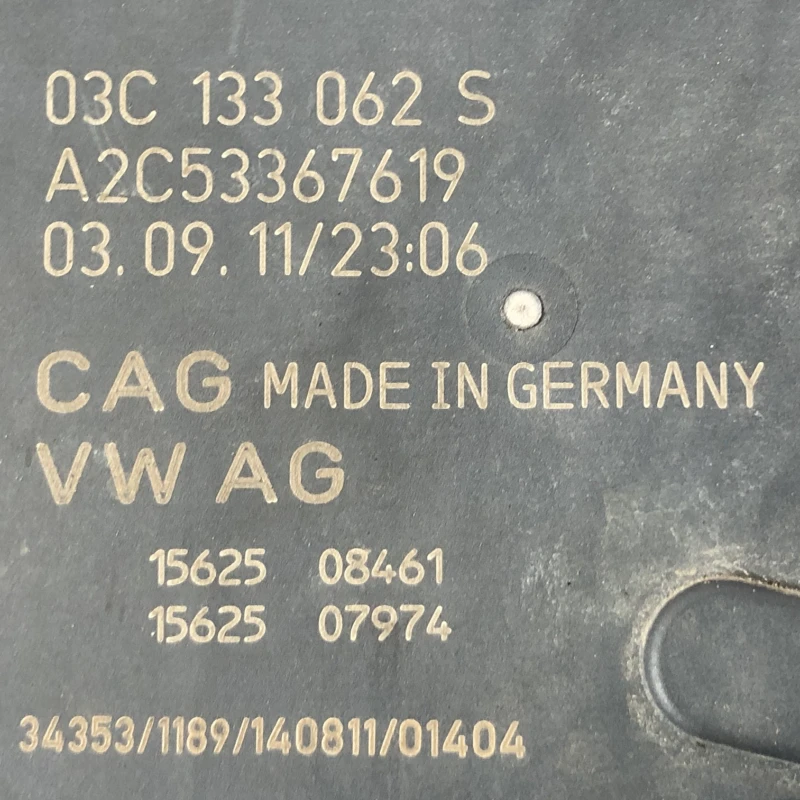 03C 133 062 S
A2C53367619
03.09.11/23:06
CAG MADE IN GERMANY
VW AG
15625 08461
15625 07974
34353/1189/140811/01404